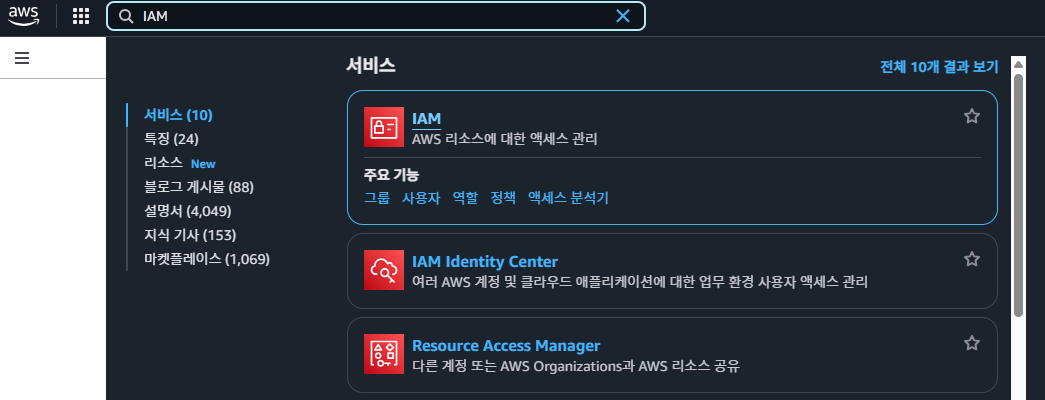 aws
IAM
서비스
전체 10개 결과 보기
서비스 (10)
특징 (24)
리소스 New
블로그 게시물 (88)
설명서 (4,049)
지식 기사 (153)
마켓플레이스 (1,069)
IAM
AWS 리소스에 대한 액세스 관리
주요 기능
그룹 사용자 역할 정책 액세스 분석기
IAM Identity Center
여러 AWS 계정 및 클라우드 애플리케이션에 대한 업무 환경 사용자 액세스 관리
Resource Access Manager
다른 계정 또는 AWS Organizations과 AWS 리소스 공유